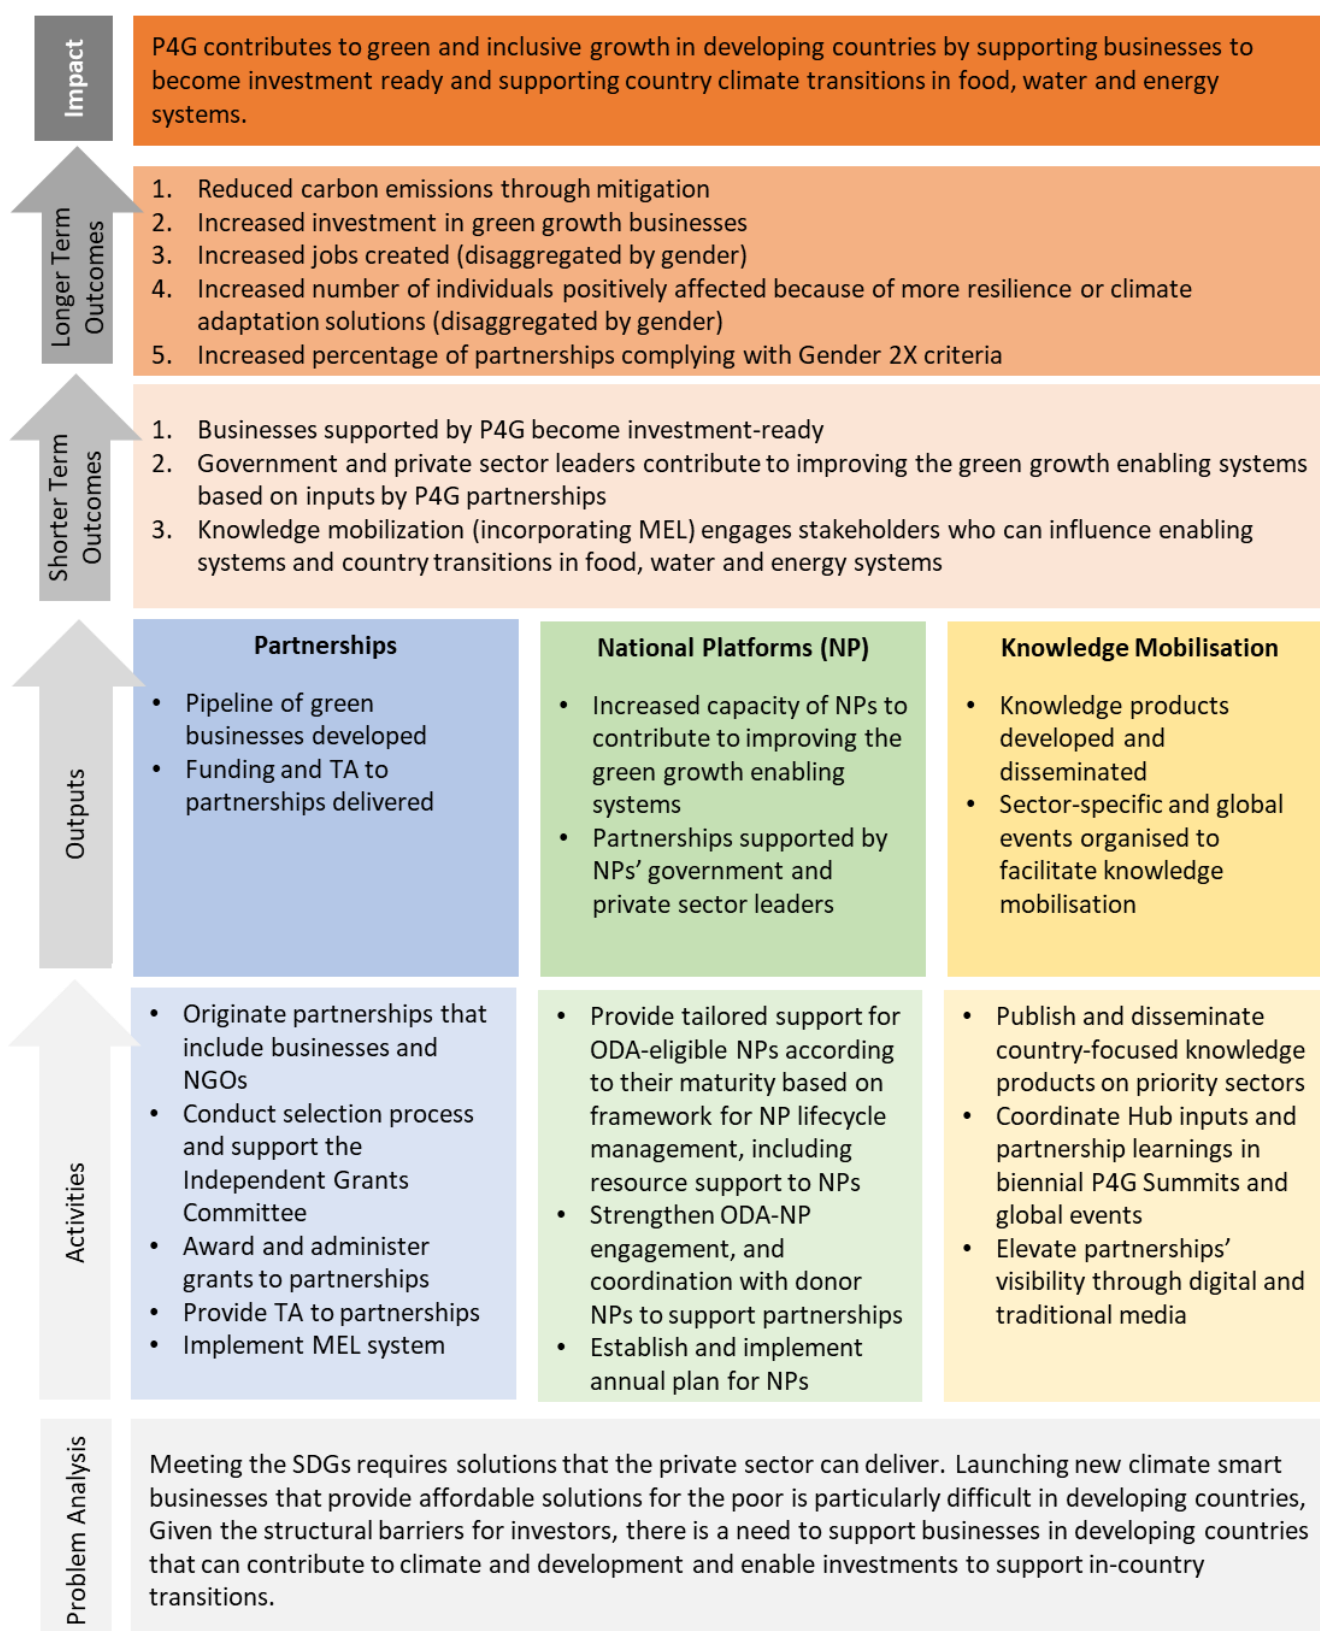 Impact
P4G contributes to green and inclusive growth in developing countries by supporting businesses to
become investment ready and supporting country climate transitions in food, water and energy
systems.
Longer Term
Outcomes
1. Reduced carbon emissions through mitigation
2. Increased investment in green growth businesses
3. Increased jobs created (disaggregated by gender)
4. Increased number of individuals positively affected because of more resilience or climate
adaptation solutions (disaggregated by gender)
5. Increased percentage of partnerships complying with Gender 2X criteria
Shorter Term
Outcomes
1. Businesses supported by P4G become investment-ready
2. Government and private sector leaders contribute to improving the green growth enabling systems
based on inputs by P4G partnerships
3. Knowledge mobilization (incorporating MEL) engages stakeholders who can influence enabling
systems and country transitions in food, water and energy systems
Outputs
Partnerships
• Pipeline of green
businesses developed
• Funding and TA to
partnerships delivered
National Platforms (NP)
• Increased capacity of NPs to
contribute to improving the
green growth enabling
systems
• Partnerships supported by
NPs’ government and
private sector leaders
Knowledge Mobilisation
• Knowledge products
developed and
disseminated
• Sector-specific and global
events organised to
facilitate knowledge
mobilisation
Activities
• Originate partnerships that
include businesses and
NGOs
• Conduct selection process
and support the
Independent Grants
Committee
• Award and administer
grants to partnerships
• Provide TA to partnerships
• Implement MEL system
• Provide tailored support for
ODA-eligible NPs according
to their maturity based on
framework for NP lifecycle
management, including
resource support to NPs
• Strengthen ODA-NP
engagement, and
coordination with donor
NPs to support partnerships
• Establish and implement
annual plan for NPs
• Publish and disseminate
country-focused knowledge
products on priority sectors
• Coordinate Hub inputs and
partnership learnings in
biennial P4G Summits and
global events
• Elevate partnerships’
visibility through digital and
traditional media
Problem Analysis
Meeting the SDGs requires solutions that the private sector can deliver. Launching new climate smart
businesses that provide affordable solutions for the poor is particularly difficult in developing countries,
Given the structural barriers for investors, there is a need to support businesses in developing countries
that can contribute to climate and development and enable investments to support in-country
transitions.